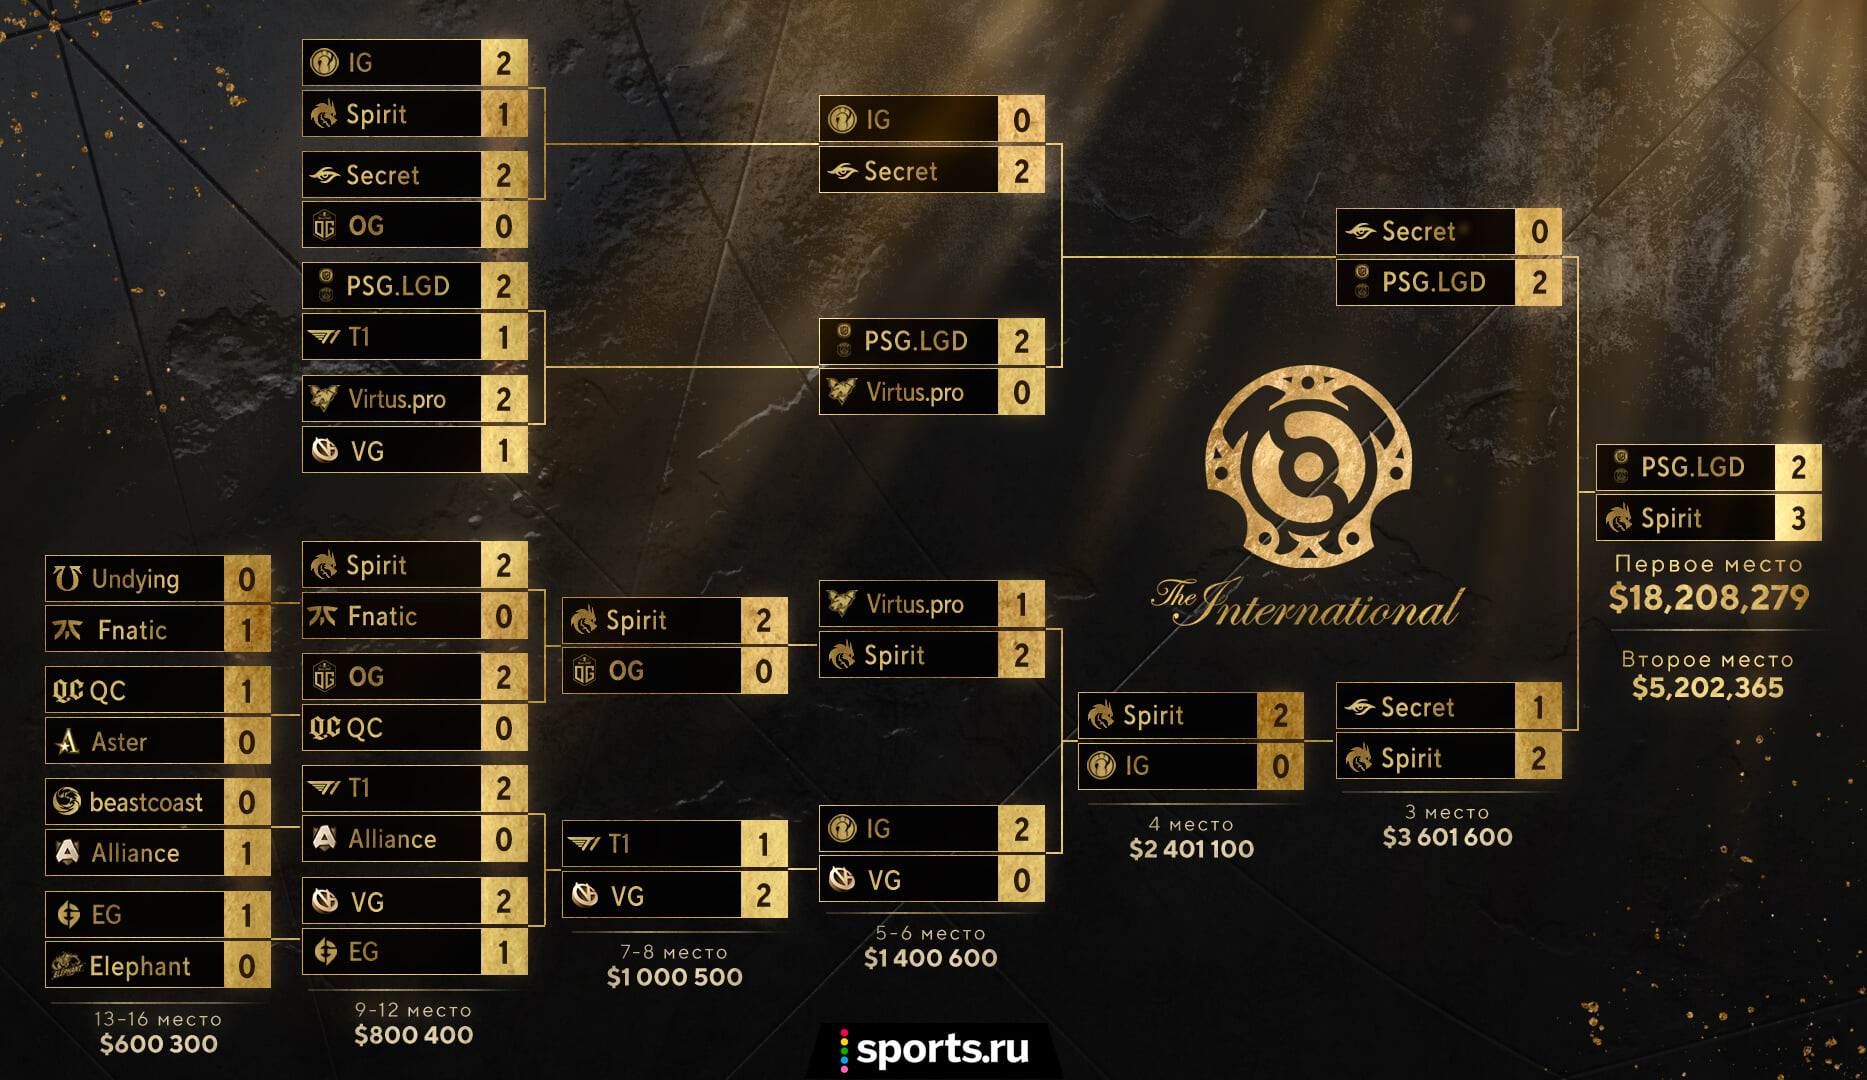 IG 2
Spirit 1
Secret 2
OG 0
PSG.LGD 2
T1 1
Virtus.pro 2
VG 1
IG 0
Secret 2
PSG.LGD 2
Virtus.pro 0
Secret 0
PSG.LGD 2
The International
PSG.LGD 2
Spirit 3
Первое место
$18,208,279
Второе место
$5,202,365
Undying 0
Fnatic 1
QC QC 1
Aster 0
beastcoast 0
Alliance 1
EG 1
ELEPHANT Elephant 0
13-16 место
$600 300
Spirit 2
Fnatic 0
OG OG 2
QC QC 0
T1 2
Alliance 0
VG 2
EG 1
9-12 место
$800 400
Spirit 2
OG OG 0
T1 1
VG 2
7-8 место
$1 000 500
Virtus.pro 1
Spirit 2
IG 2
VG 0
5-6 место
$1 400 600
Spirit 2
IG 0
4 место
$2 401 100
Secret 1
Spirit 2
3 место
$3 601 600
sports.ru